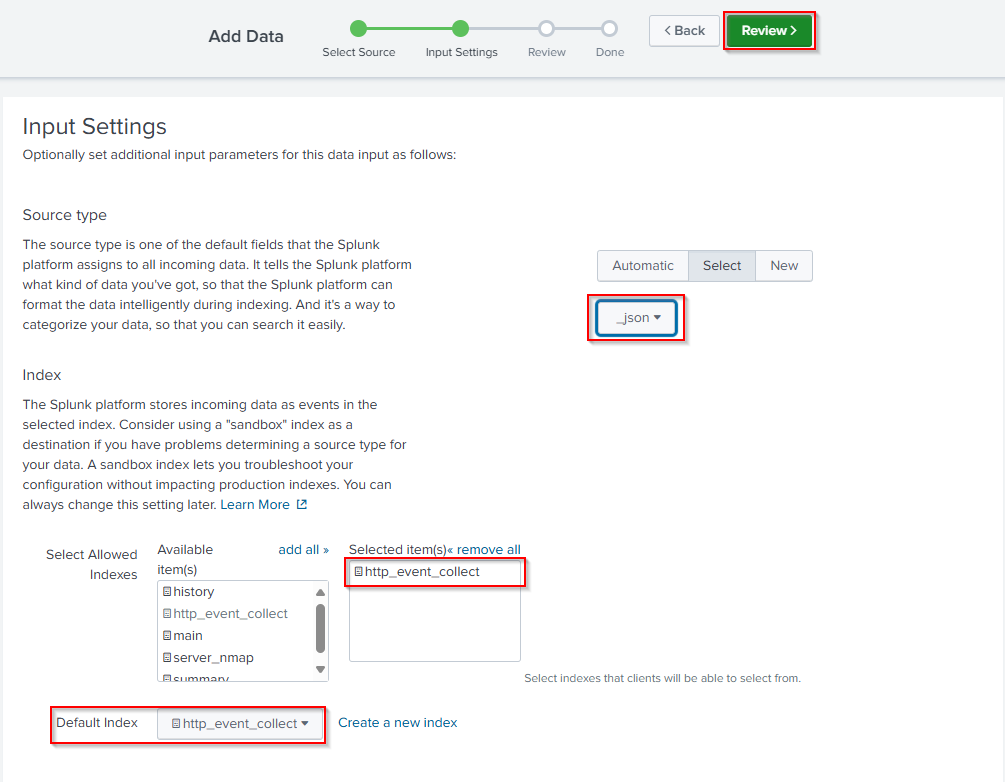 Add Data
Select Source
Input Settings
Review
Done
< Back
Review >
Input Settings
Optionally set additional input parameters for this data input as follows:
Source type
The source type is one of the default fields that the Splunk
platform assigns to all incoming data. It tells the Splunk platform
what kind of data you've got, so that the Splunk platform can
format the data intelligently during indexing. And it's a way to
categorize your data, so that you can search it easily.
Automatic
Select
New
_json
Index
The Splunk platform stores incoming data as events in the
selected index. Consider using a "sandbox" index as a
destination if you have problems determining a source type for
your data. A sandbox index lets you troubleshoot your
configuration without impacting production indexes. You can
always change this setting later. Learn More
Select Allowed
Indexes
Available
item(s)
add all »
history
http_event_collect
main
server_nmap
summary
Selected item(s) « remove all
http_event_collect
Select indexes that clients will be able to select from.
Default Index
http_event_collect
Create a new index